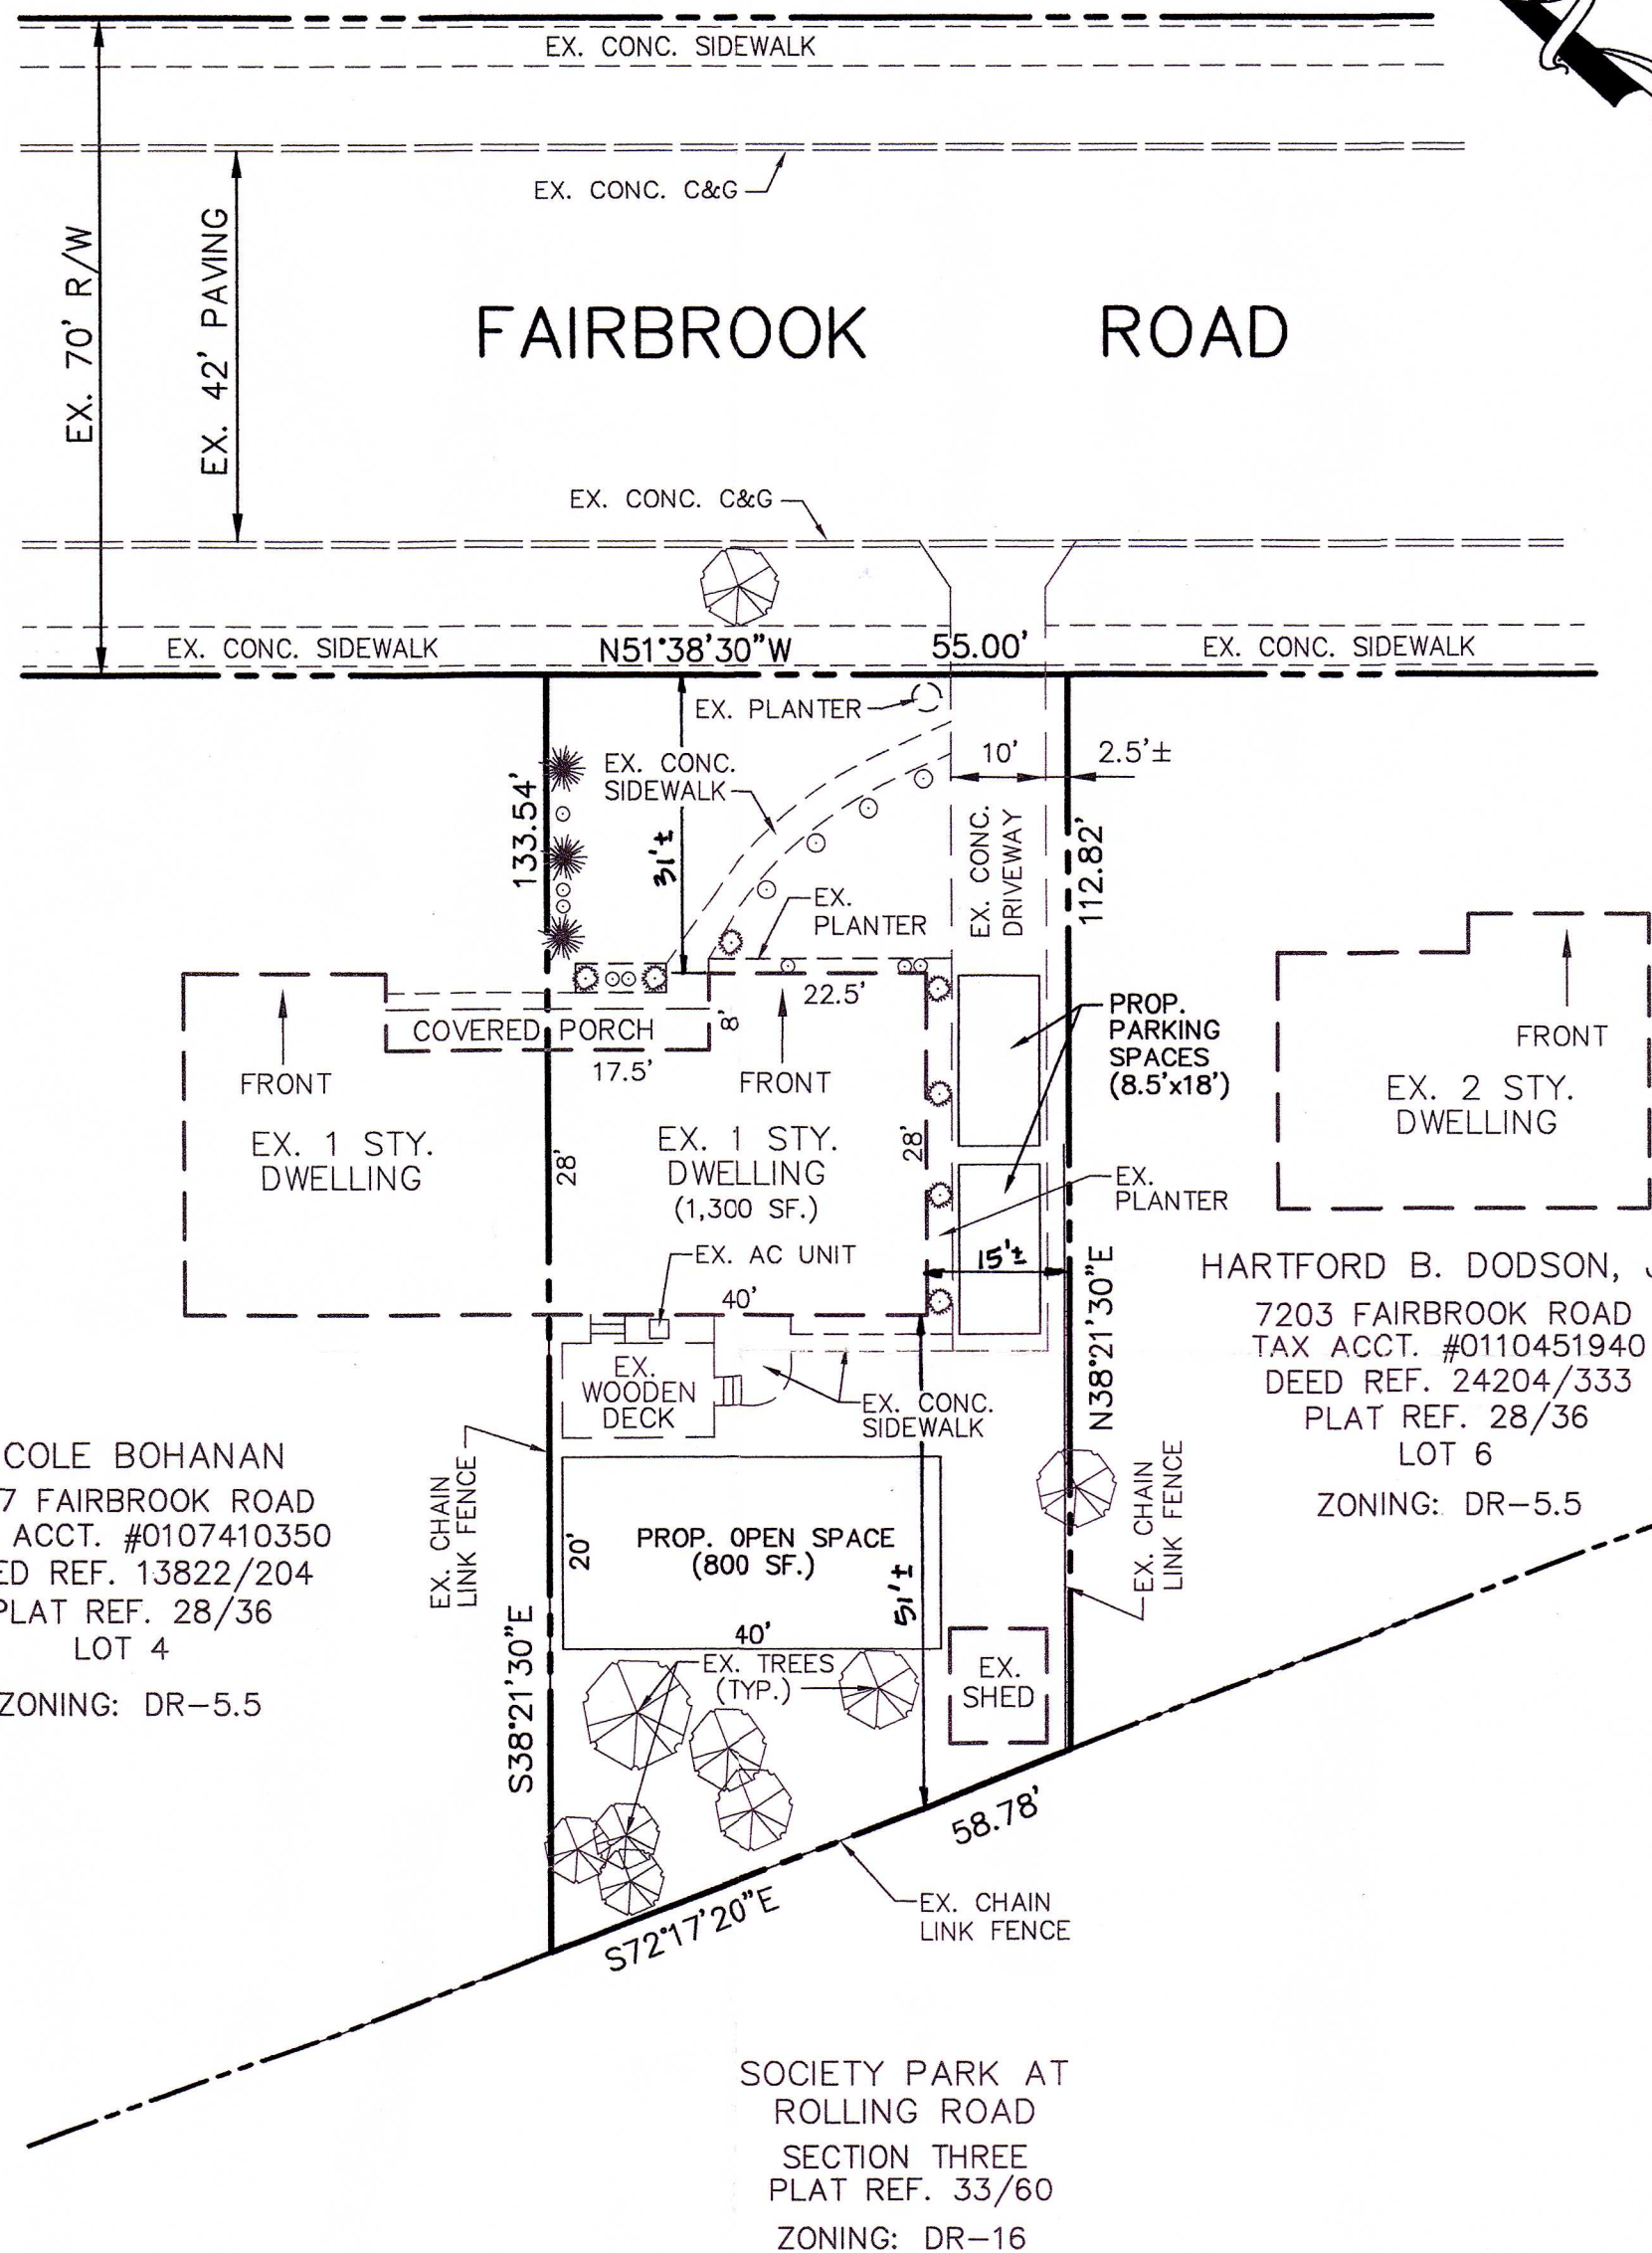 EX. CONC. SIDEWALK
EX. CONC. C&G
EX. 70' R/W
EX. 42' PAVING
FAIRBROOK ROAD
EX. CONC. C&G
EX. CONC. SIDEWALK
N51°38'30"W
55.00'
EX. CONC. SIDEWALK
EX. PLANTER
10'
2.5'±
EX. CONC.
SIDEWALK
133.54'
31'±
EX. CONC.
DRIVEWAY
112.82'
EX.
PLANTER
22.5'
8'
COVERED PORCH
17.5'
FRONT
FRONT
PROP.
PARKING
SPACES
(8.5'x18')
FRONT
EX. 1 STY.
DWELLING
28'
EX. 1 STY.
DWELLING
(1,300 SF.)
28'
EX. 2 STY.
DWELLING
EX.
PLANTER
EX. AC UNIT
15'±
40'
N38°21'30"E
HARTFORD B. DODSON,
7203 FAIRBROOK ROAD
TAX ACCT. #0110451940
DEED REF. 24204/333
PLAT REF. 28/36
LOT 6
ZONING: DR-5.5
EX.
WOODEN
DECK
EX. CONC.
SIDEWALK
COLE BOHANAN
7 FAIRBROOK ROAD
ACCT. #0107410350
ED REF. 13822/204
PLAT REF. 28/36
LOT 4
ZONING: DR-5.5
EX. CHAIN
LINK FENCE
20'
PROP. OPEN SPACE
(800 SF.)
40'
51'±
EX. CHAIN
LINK FENCE
S38°21'30"E
EX. TREES
(TYP.)
EX.
SHED
58.78'
S72°17'20"E
EX. CHAIN
LINK FENCE
SOCIETY PARK AT
ROLLING ROAD
SECTION THREE
PLAT REF. 33/60
ZONING: DR-16